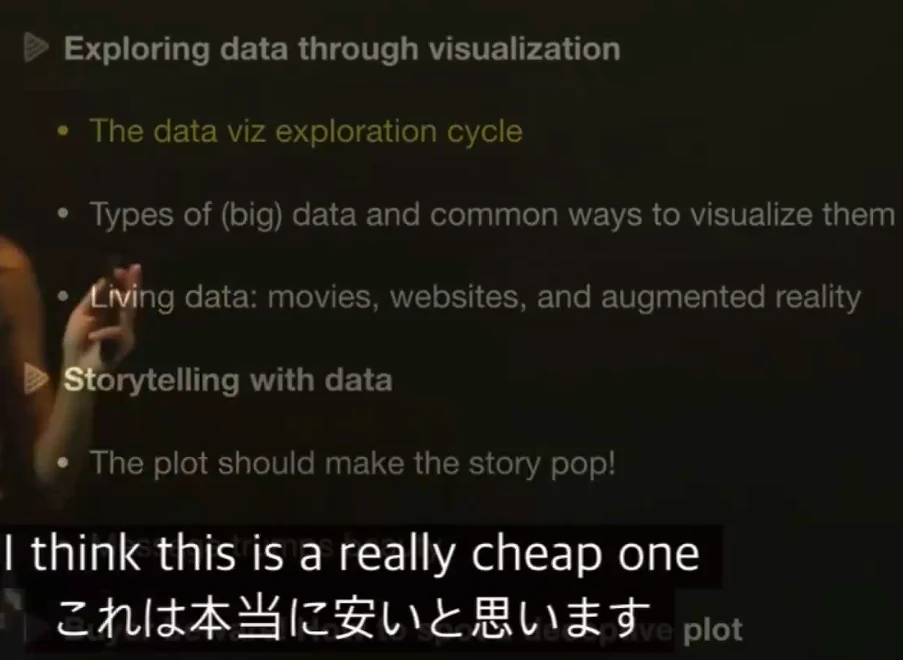 Exploring data through visualization
• The data viz exploration cycle
• Types of (big) data and common ways to visualize them
• Living data: movies, websites, and augmented reality
Storytelling with data
• The plot should make the story pop!
I think this is a really cheap one
これは本当に安いと思います
plot